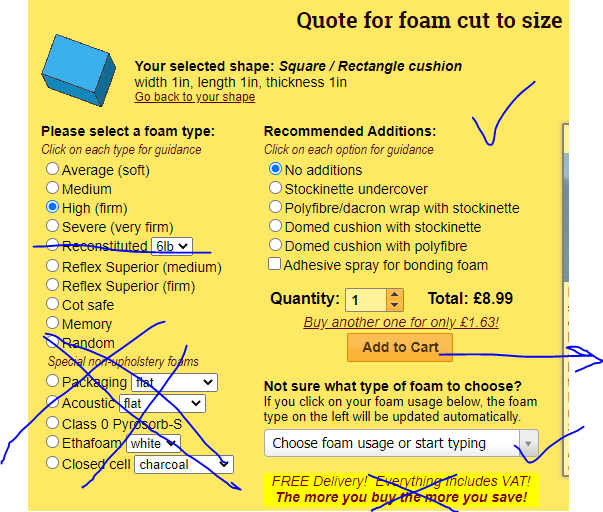 Quote for foam cut to size
Your selected shape: Square / Rectangle cushion
width 1in, length 1in, thickness 1in
Go back to your shape
Please select a foam type:
Click on each type for guidance
Average (soft)
Medium
High (firm)
Severe (very firm)
Reconstituted 6lb
Reflex Superior (medium)
Reflex Superior (firm)
Cot safe
Memory
Random
Special non-upholstery foams
Packaging flat
Acoustic flat
Class 0 Pyrosorb-S
Ethafoam white
Closed cell charcoal
Recommended Additions:
Click on each option for guidance
No additions
Stockinette undercover
Polyfibre/dacron wrap with stockinette
Domed cushion with stockinette
Domed cushion with polyfibre
Adhesive spray for bonding foam
Quantity: 1 Total: £8.99
Buy another one for only £1.63!
Add to Cart
Not sure what type of foam to choose?
If you click on your foam usage below, the foam
type on the left will be updated automatically.
Choose foam usage or start typing
FREE Delivery! Everything Includes VAT!
The more you buy the more you save!